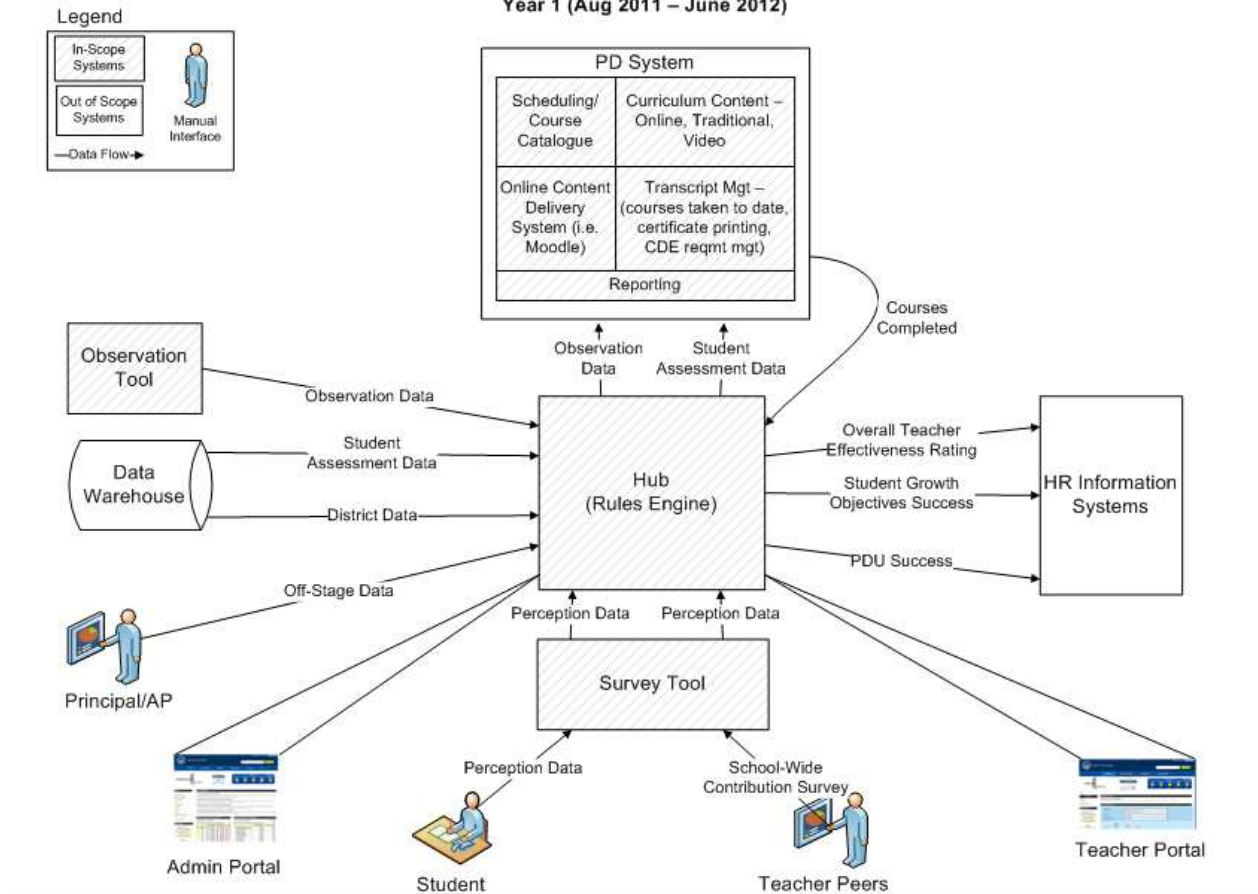 Year 1 (Aug 2011 – June 2012)
Legend
In-Scope
Systems
Out of Scope
Systems
Data Flow
Manual
Interface
PD System
Scheduling/
Course
Catalogue
Curriculum Content –
Online, Traditional,
Video
Online Content
Delivery
System (i.e.
Moodle)
Transcript Mgt –
(courses taken to date,
certificate printing,
CDE reqmt mgt)
Reporting
Courses
Completed
Observation
Data
Student
Assessment Data
Observation
Tool
Observation Data
Data
Warehouse
Student
Assessment Data
District Data
Hub
(Rules Engine)
Overall Teacher
Effectiveness Rating
Student Growth
Objectives Success
PDU Success
HR Information
Systems
Off-Stage Data
Principal/AP
Perception Data
Perception Data
Survey Tool
Perception Data
School-Wide
Contribution Survey
Admin Portal
Student
Teacher Peers
Teacher Portal